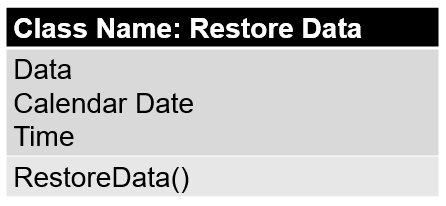 Class Name: Restore Data
Data
Calendar Date
Time
RestoreData()